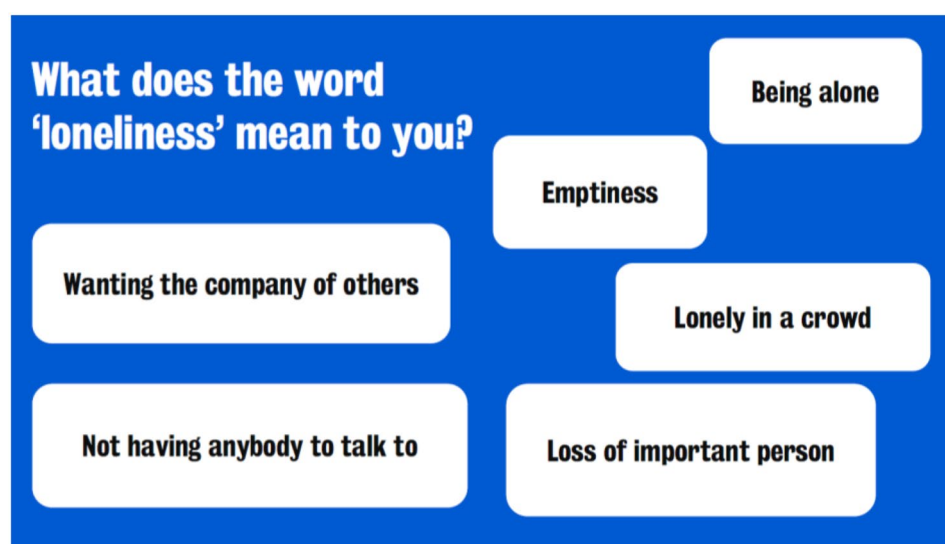 What does the word
‘loneliness’ mean to you?
Being alone
Emptiness
Wanting the company of others
Lonely in a crowd
Not having anybody to talk to
Loss of important person